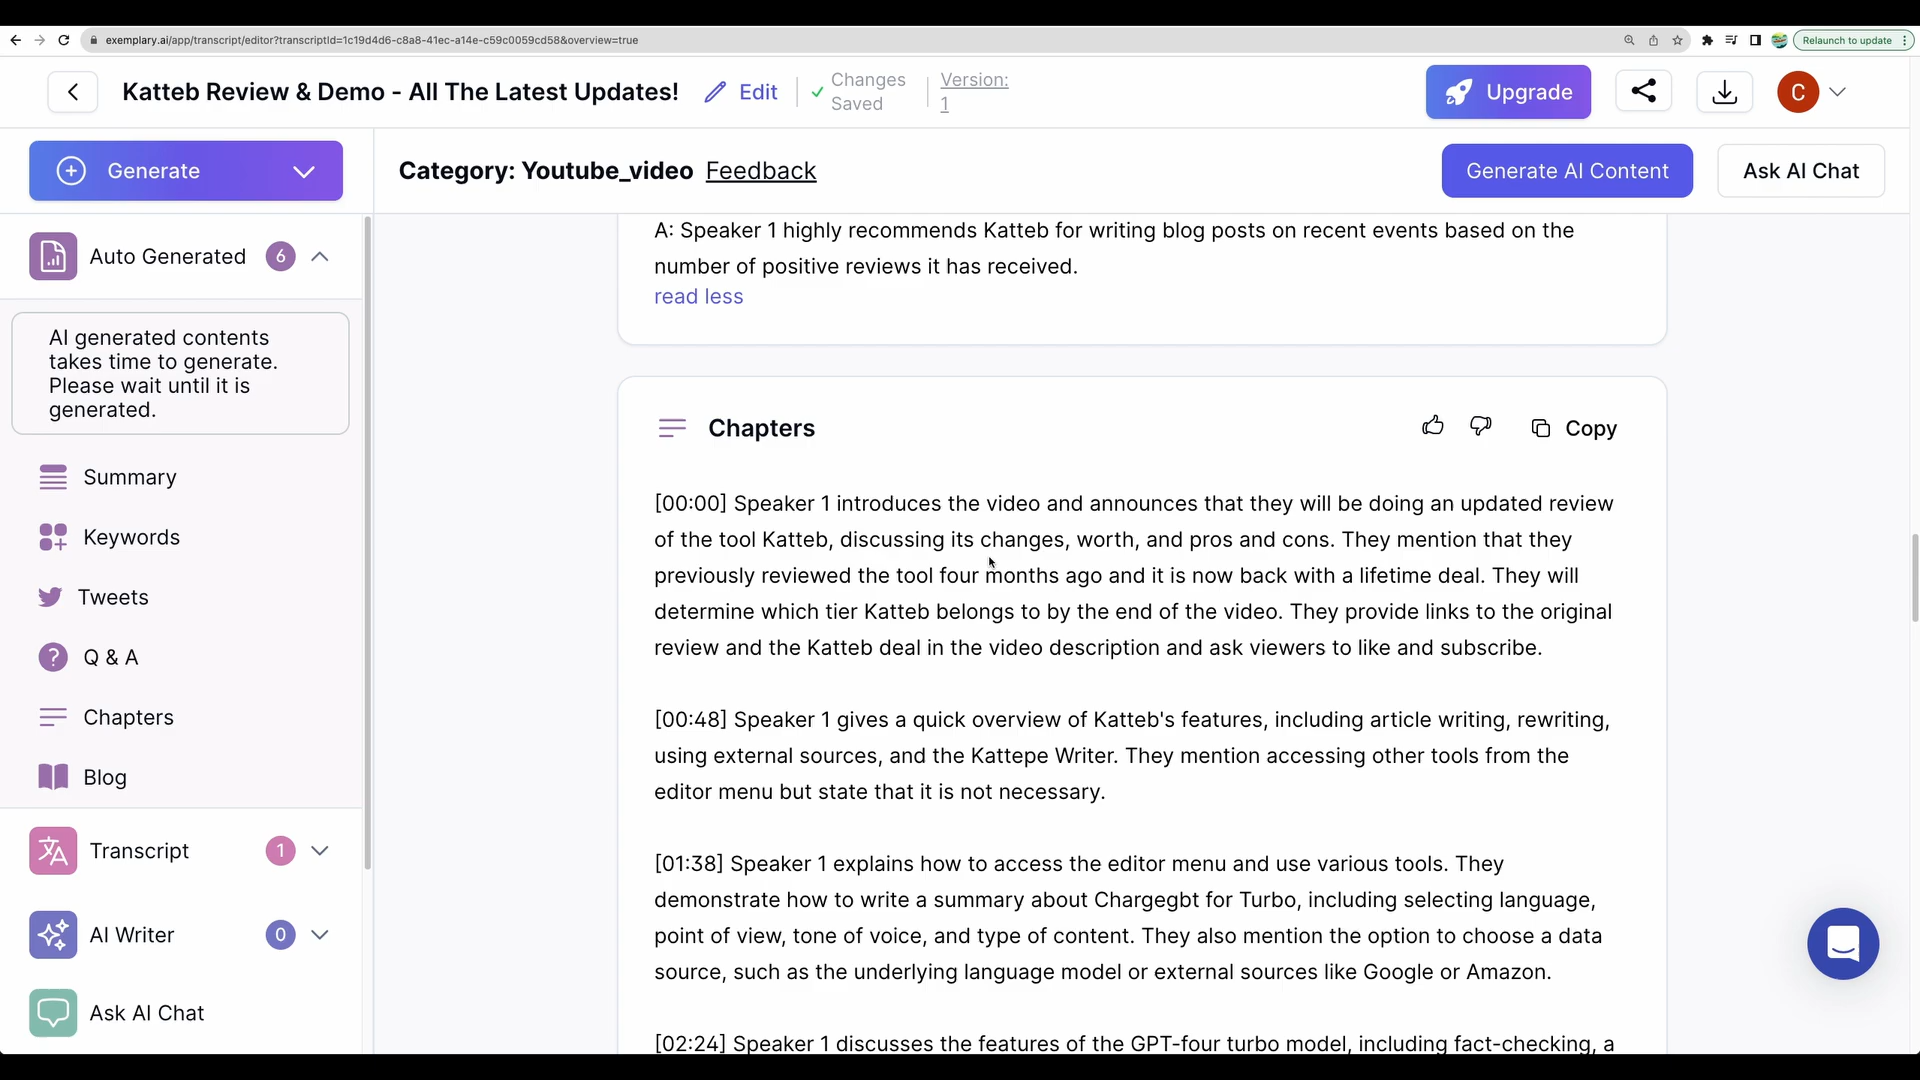 exemplary.ai/app/transcript/editor?transcriptId=1c19d4d6-c8a8-41ec-a14e-c59c0059cd58&overview=true
Relaunch to update
Katteb Review & Demo - All The Latest Updates!
Edit
Changes
Saved
Version:
1
Upgrade
C
Generate
Category: Youtube_video
Feedback
Generate AI Content
Ask AI Chat
Auto Generated
6
AI generated contents
takes time to generate.
Please wait until it is
generated.
Summary
Keywords
Tweets
Q & A
Chapters
Blog
Transcript
1
AI Writer
0
Ask AI Chat
A: Speaker 1 highly recommends Katteb for writing blog posts on recent events based on the
number of positive reviews it has received.
read less
Chapters
Copy
[00:00] Speaker 1 introduces the video and announces that they will be doing an updated review
of the tool Katteb, discussing its changes, worth, and pros and cons. They mention that they
previously reviewed the tool four months ago and it is now back with a lifetime deal. They will
determine which tier Katteb belongs to by the end of the video. They provide links to the original
review and the Katteb deal in the video description and ask viewers to like and subscribe.
[00:48] Speaker 1 gives a quick overview of Katteb's features, including article writing, rewriting,
using external sources, and the Kattepe Writer. They mention accessing other tools from the
editor menu but state that it is not necessary.
[01:38] Speaker 1 explains how to access the editor menu and use various tools. They
demonstrate how to write a summary about Chargegbt for Turbo, including selecting language,
point of view, tone of voice, and type of content. They also mention the option to choose a data
source, such as the underlying language model or external sources like Google or Amazon.
[02:24] Speaker 1 discusses the features of the GPT-four turbo model, including fact-checking, a